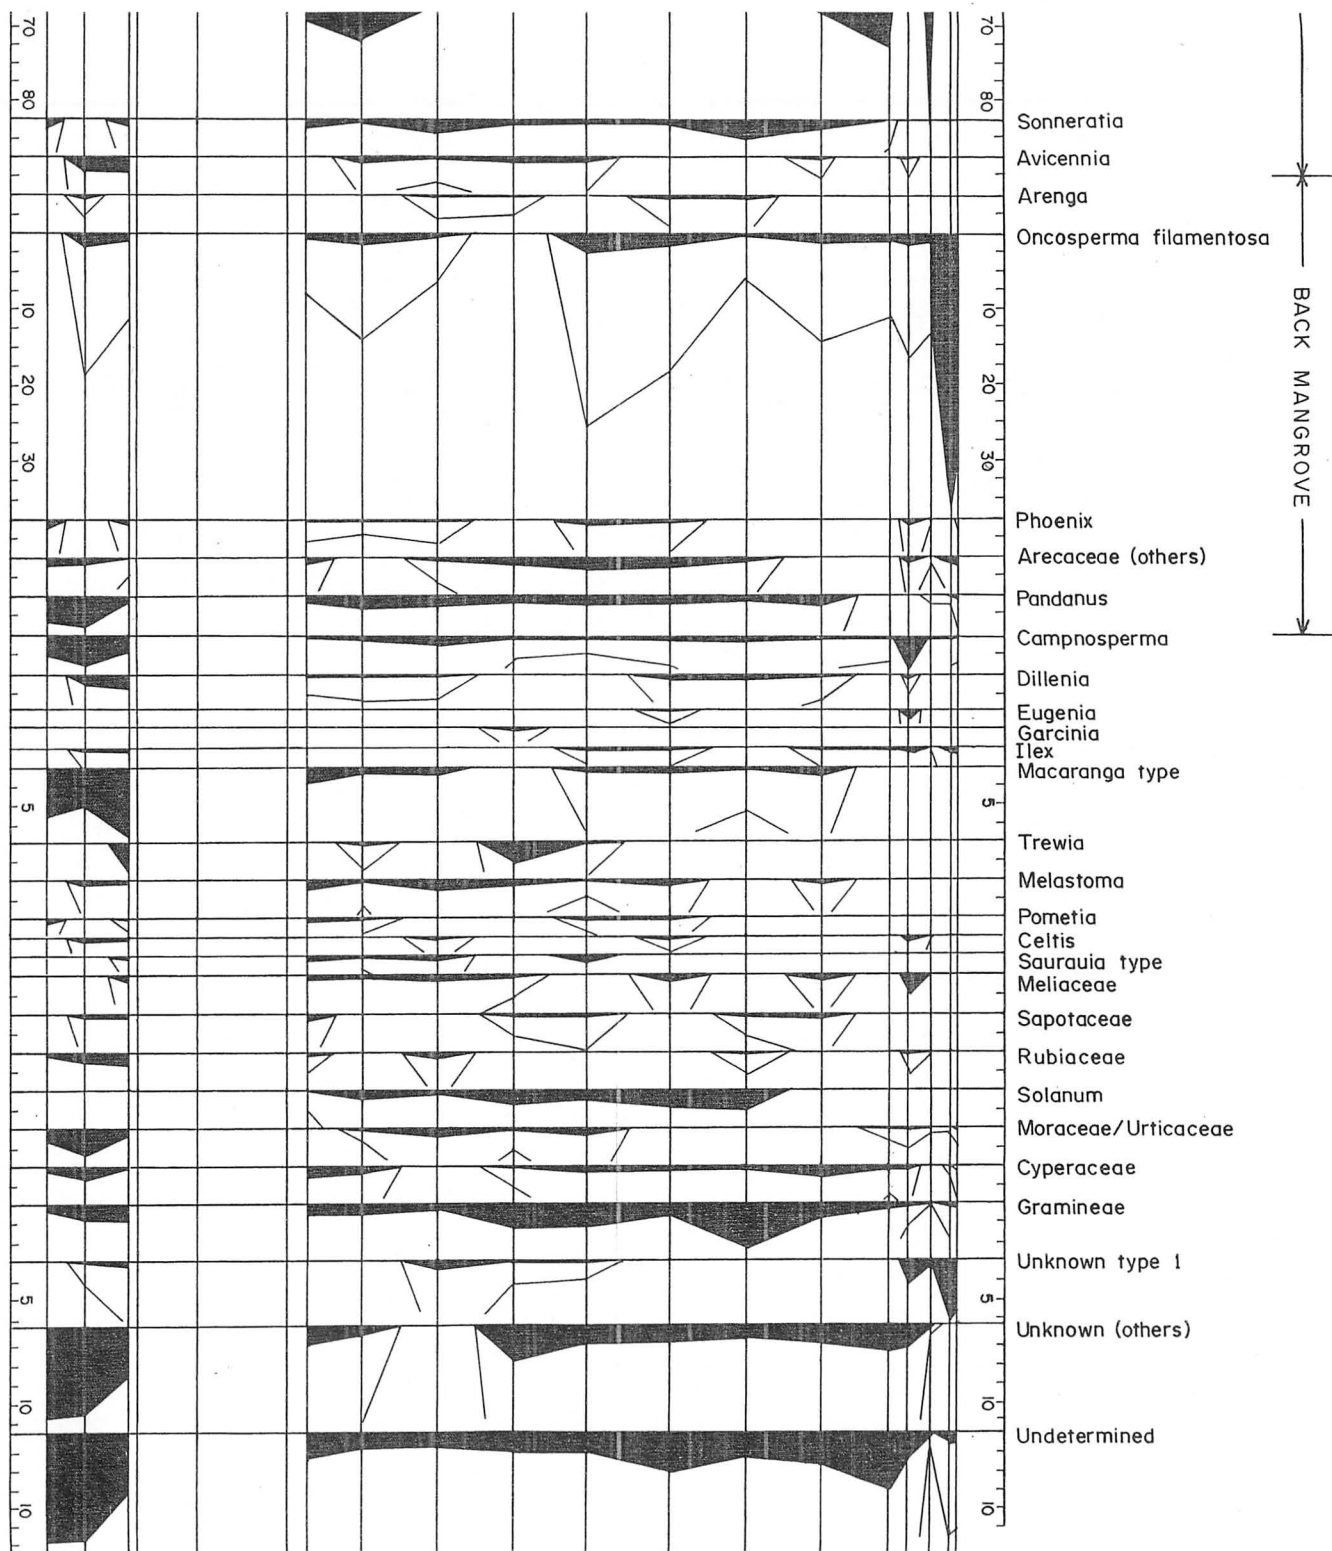 70
70
80
80
Sonneratia
Avicennia
Arenga
Oncosperma filamentosa
BACK MANGROVE
10
10
20
20
30
30
Phoenix
Arecaceae (others)
Pandanus
Campnosperma
Dillenia
Eugenia
Garcinia
Ilex
Macaranga type
5
5
Trewia
Melastoma
Pometia
Celtis
Saurauia type
Meliaceae
Sapotaceae
Rubiaceae
Solanum
Moraceae/Urticaceae
Cyperaceae
Gramineae
Unknown type 1
5
5
Unknown (others)
10
10
Undetermined
10
10